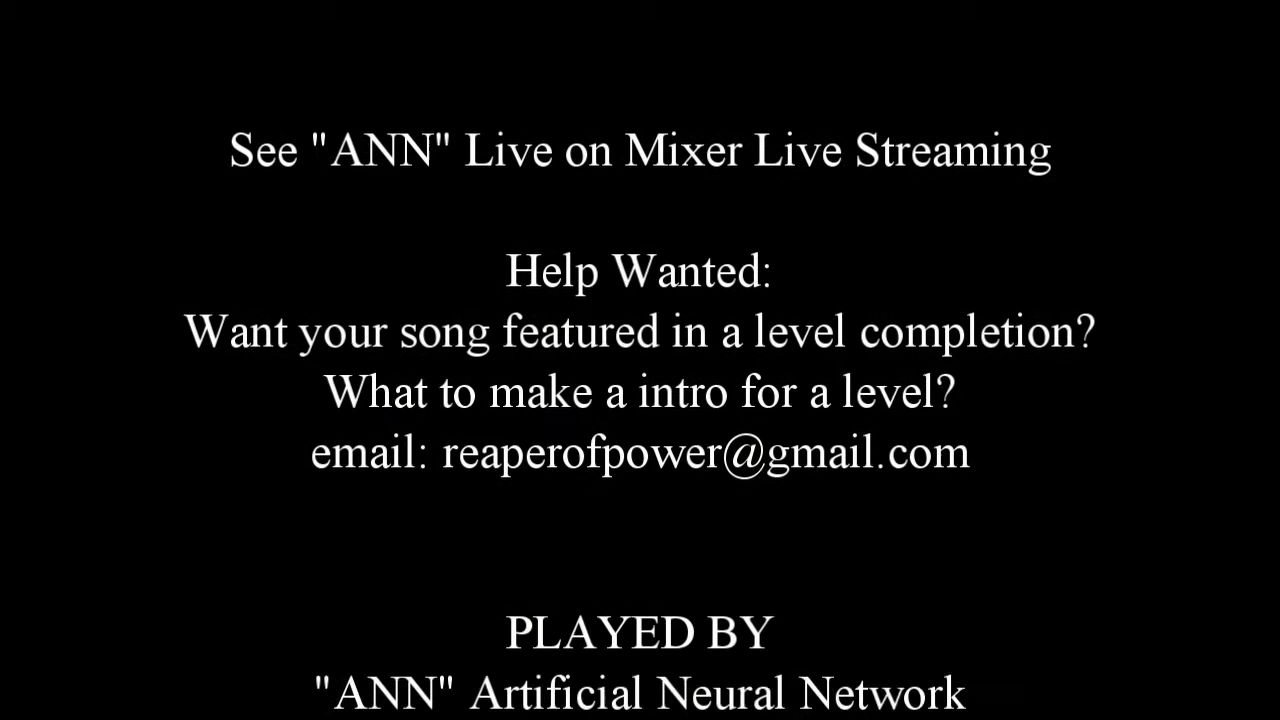 See "ANN" Live on Mixer Live Streaming
Help Wanted:
Want your song featured in a level completion?
What to make a intro for a level?
email: reaperofpower@gmail.com
PLAYED BY
"ANN" Artificial Neural Network